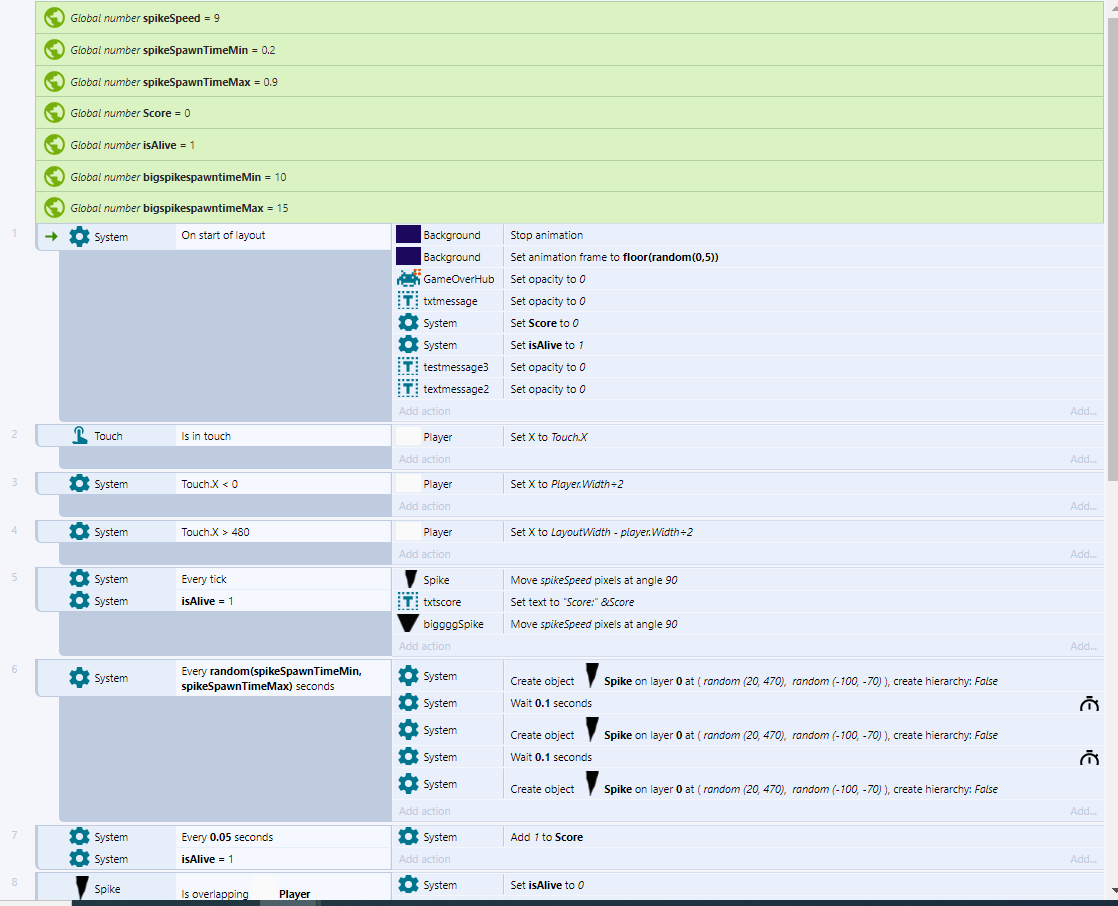 Global number spikeSpeed = 9
Global number spikeSpawnTimeMin = 0.2
Global number spikeSpawnTimeMax = 0.9
Global number Score = 0
Global number isAlive = 1
Global number bigspikespawntimeMin = 10
Global number bigspikespawntimeMax = 15
1 System On start of layout Background Stop animation
Background Set animation frame to floor(random(0,5))
GameOverHub Set opacity to 0
txtmessage Set opacity to 0
System Set Score to 0
System Set isAlive to 1
testmessage3 Set opacity to 0
textmessage2 Set opacity to 0
Add action Add...
2 Touch Is in touch Player Set X to Touch.X
Add action Add...
3 System Touch.X < 0 Player Set X to Player.Width÷2
Add action Add...
4 System Touch.X > 480 Player Set X to LayoutWidth - player.Width÷2
Add action Add...
5 System Every tick Spike Move spikeSpeed pixels at angle 90
System isAlive = 1 txtscore Set text to "Score:" &Score
biggggSpike Move spikeSpeed pixels at angle 90
Add action Add...
6 System Every random(spikeSpawnTimeMin, spikeSpawnTimeMax) seconds System Create object Spike on layer 0 at ( random (20, 470), random (-100, -70) ), create hierarchy: False
System Wait 0.1 seconds
System Create object Spike on layer 0 at ( random (20, 470), random (-100, -70) ), create hierarchy: False
System Wait 0.1 seconds
System Create object Spike on layer 0 at ( random (20, 470), random (-100, -70) ), create hierarchy: False
Add action Add...
7 System Every 0.05 seconds System Add 1 to Score
System isAlive = 1 Add action Add...
8 Spike Is overlapping Player System Set isAlive to 0